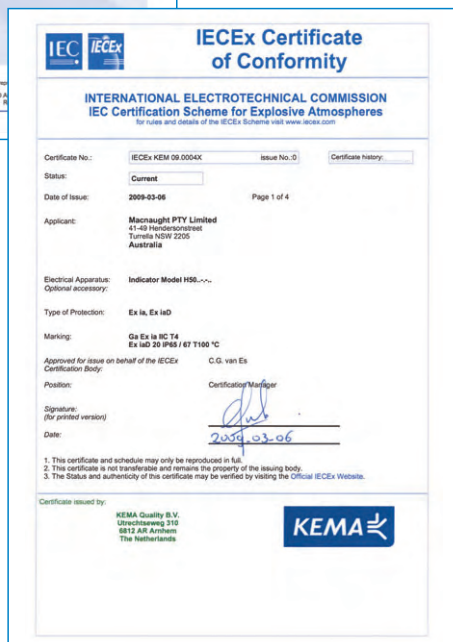 IEC IECEx
IECEx Certificate
of Conformity
INTERNATIONAL ELECTROTECHNICAL COMMISSION
IEC Certification Scheme for Explosive Atmospheres
for rules and details of the IECEx Scheme visit www.iecex.com
Certificate No.: IECEx KEM 09.0004X issue No.:0 Certificate history:
Status: Current
Date of Issue: 2009-03-06 Page 1 of 4
Applicant: Macnaught PTY Limited
41-49 Hendersonstreet
Turrella NSW 2205
Australia
Electrical Apparatus: Indicator Model H50..-.-..
Optional accessory:
Type of Protection: Ex ia, Ex iaD
Marking: Ga Ex ia IIC T4
Ex iaD 20 IP65 / 67 T100 °C
Approved for issue on behalf of the IECEx C.G. van Es
Certification Body:
Position: Certification Manager
Signature:
(for printed version)
Date: 2009-03-06
1. This certificate and schedule may only be reproduced in full.
2. This certificate is not transferable and remains the property of the issuing body.
3. The Status and authenticity of this certificate may be verified by visiting the Official IECEx Website.
Certificate issued by:
KEMA Quality B.V.
Utrechtseweg 310
6812 AR Arnhem
The Netherlands
KEMA